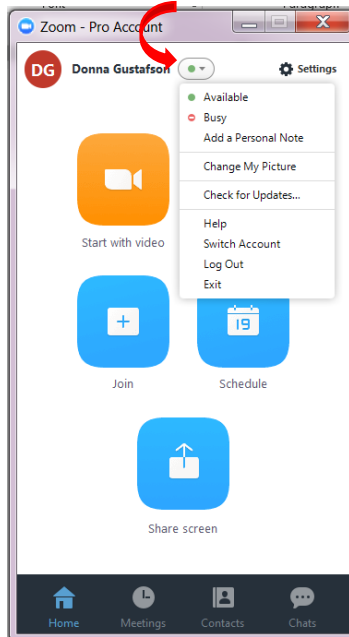 Zoom - Pro Account
DG
Donna Gustafson
Settings
Available
Busy
Add a Personal Note
Change My Picture
Check for Updates...
Help
Switch Account
Log Out
Exit
Start with video
19
Join
Schedule
Share screen
Home
Meetings
Contacts
Chats